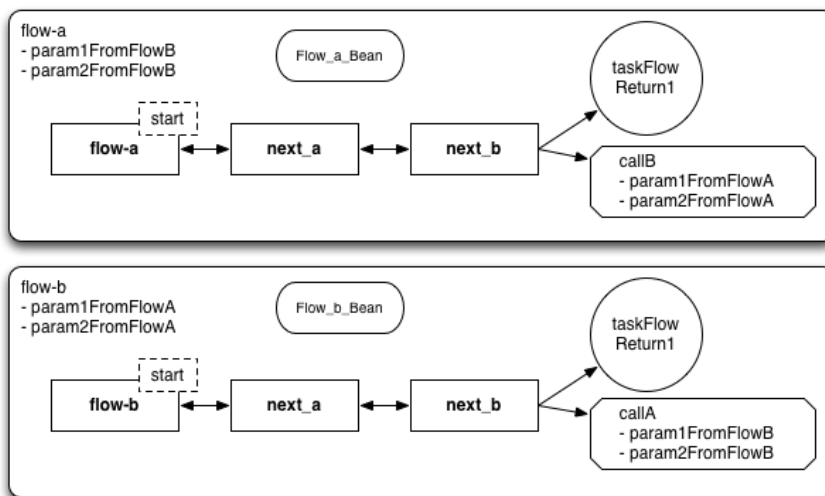 flow-a
- param1FromFlowB
- param2FromFlowB
Flow_a_Bean
start
flow-a
next_a
next_b
taskFlow
Return1
callB
- param1FromFlowA
- param2FromFlowA
flow-b
- param1FromFlowA
- param2FromFlowA
Flow_b_Bean
start
flow-b
next_a
next_b
taskFlow
Return1
callA
- param1FromFlowB
- param2FromFlowB